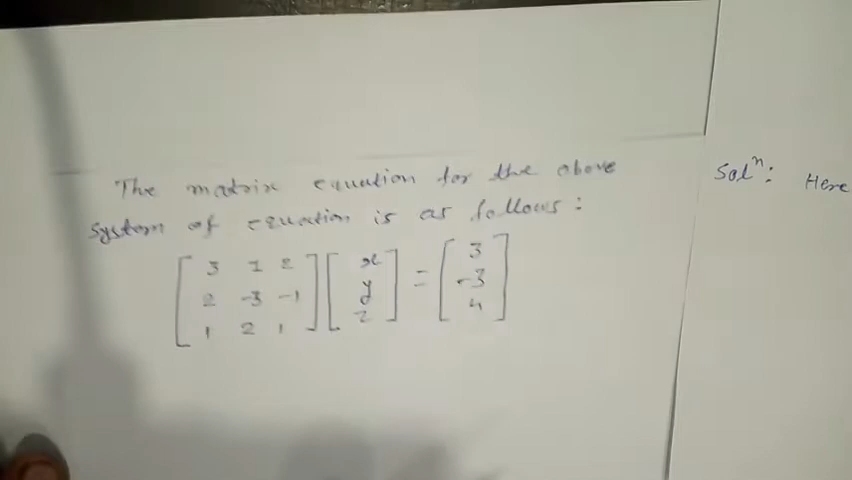 The matrix equation for the above
system of equation is as follows:
[ 3 1 2 ] [ x ] = [ 3 ]
[ 2 -3 -1 ] [ y ] [ -3 ]
[ 1 2 1 ] [ z ] [ 4 ]
Solⁿ: Here